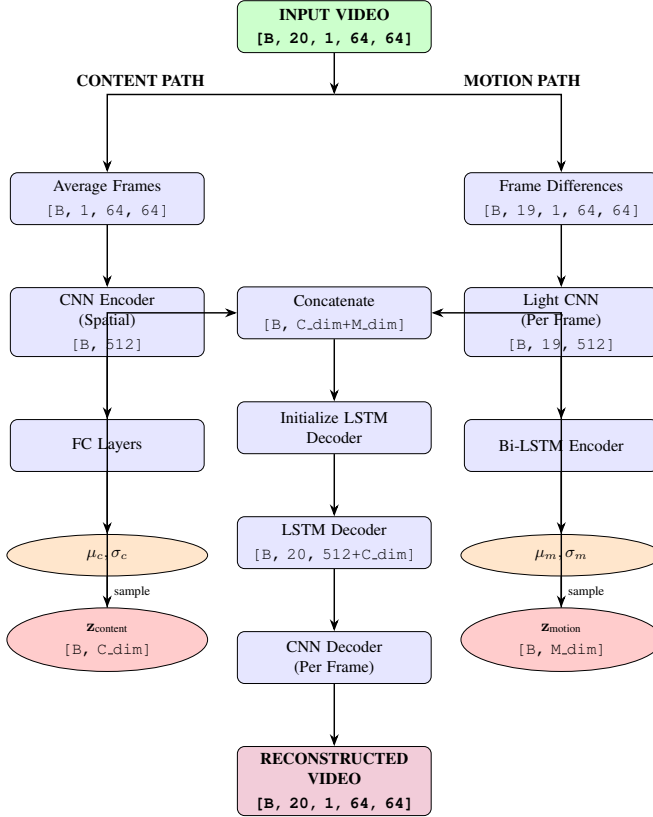 INPUT VIDEO
[B, 20, 1, 64, 64]
CONTENT PATH
MOTION PATH
Average Frames
[B, 1, 64, 64]
Frame Differences
[B, 19, 1, 64, 64]
CNN Encoder
(Spatial)
[B, 512]
Concatenate
[B, C_dim+M_dim]
Light CNN
(Per Frame)
[B, 19, 512]
FC Layers
Initialize LSTM
Decoder
Bi-LSTM Encoder
LSTM Decoder
[B, 20, 512+C_dim]
μc, σc
sample
μm, σm
sample
zcontent
[B, C_dim]
CNN Decoder
(Per Frame)
zmotion
[B, M_dim]
RECONSTRUCTED
VIDEO
[B, 20, 1, 64, 64]